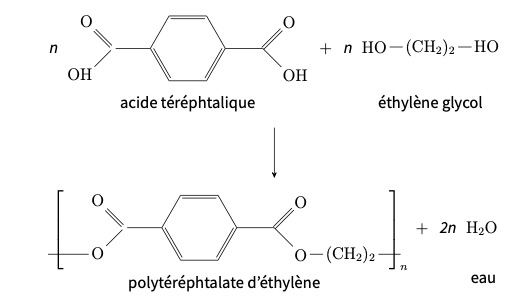 n O OH O OH + n HO—(CH₂)₂—HO
acide téréphtalique éthylène glycol
[ O O O O—(CH₂)₂ ]n + 2n H₂O
polytéréphtalate d'éthylène eau